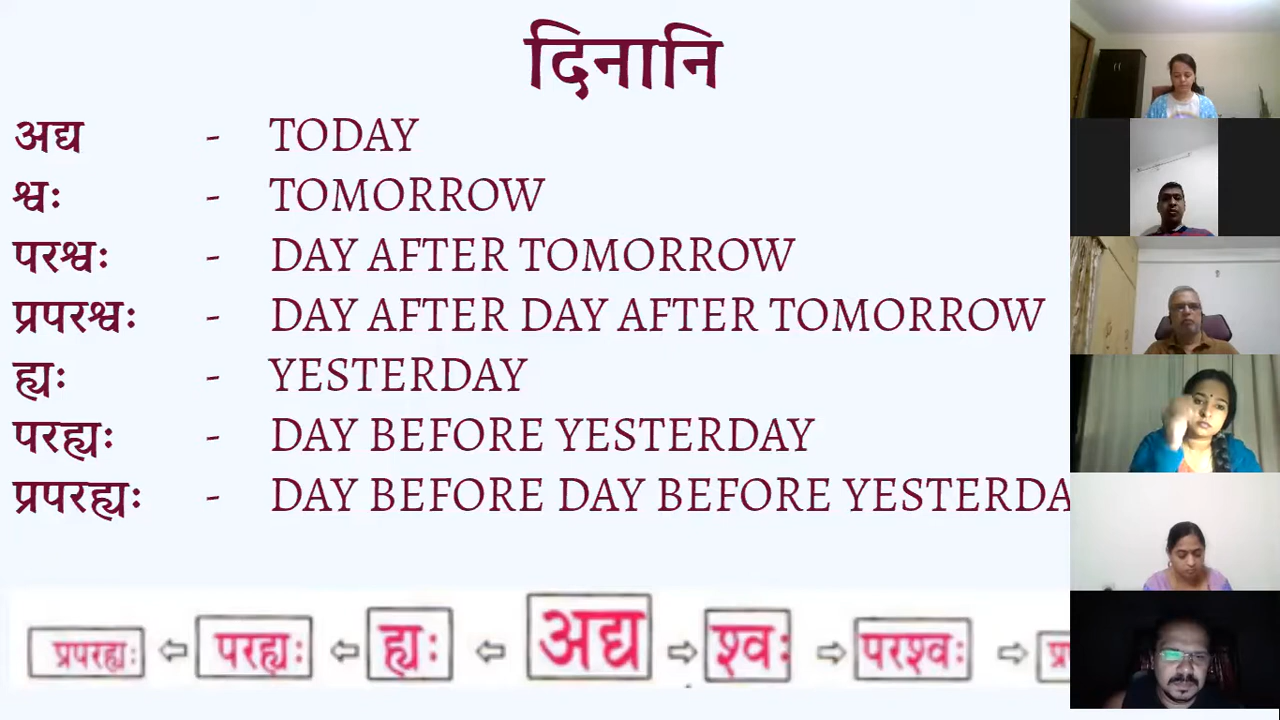 दिनानि
अद्य - TODAY
श्वः - TOMORROW
परश्वः - DAY AFTER TOMORROW
प्रपरश्वः - DAY AFTER DAY AFTER TOMORROW
ह्यः - YESTERDAY
परह्यः - DAY BEFORE YESTERDAY
प्रपरह्यः - DAY BEFORE DAY BEFORE YESTERDA
प्रपरह्यः ⇦ परह्यः ⇦ ह्यः ⇦ अद्य ⇨ श्वः ⇨ परश्वः ⇨